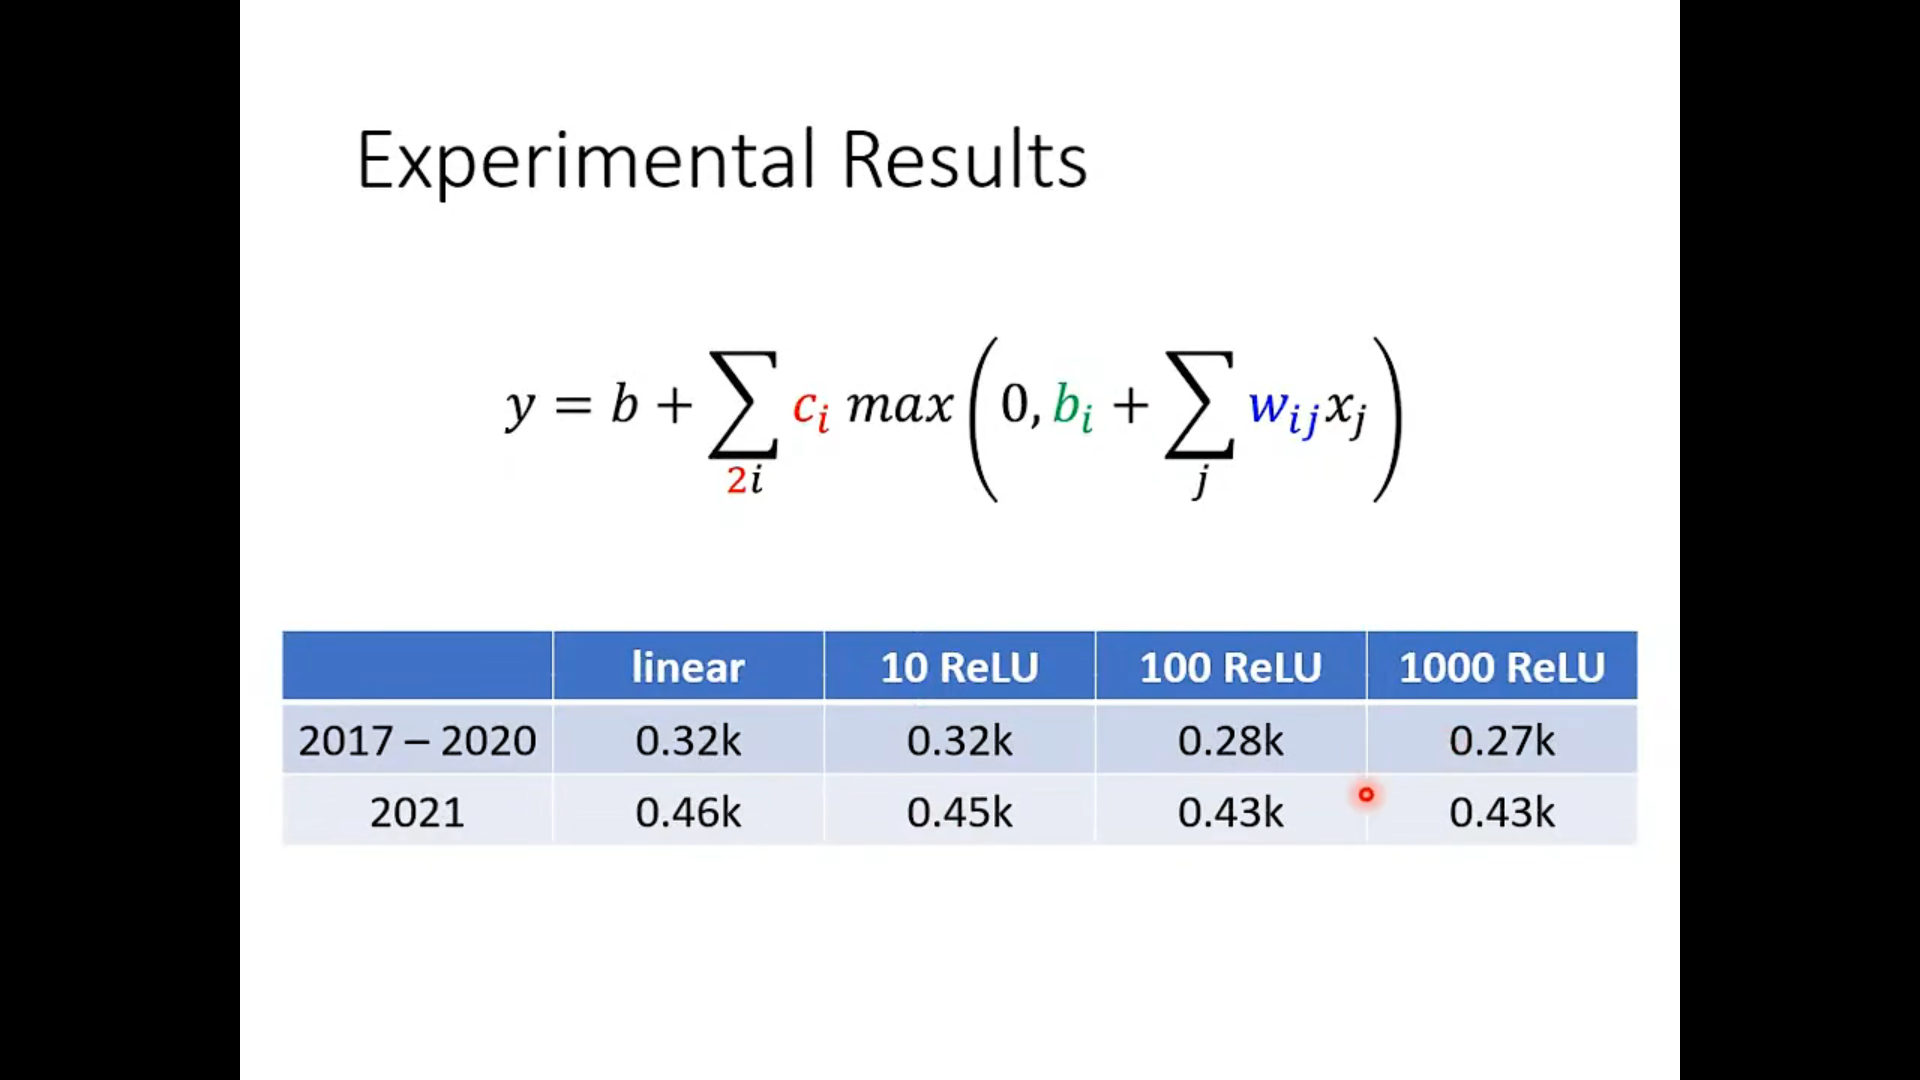 Experimental Results
y = b + ∑ 2i c_i max (0, b_i + ∑ j w_ij x_j)
linear 10 ReLU 100 ReLU 1000 ReLU
2017 – 2020 0.32k 0.32k 0.28k 0.27k
2021 0.46k 0.45k 0.43k 0.43k